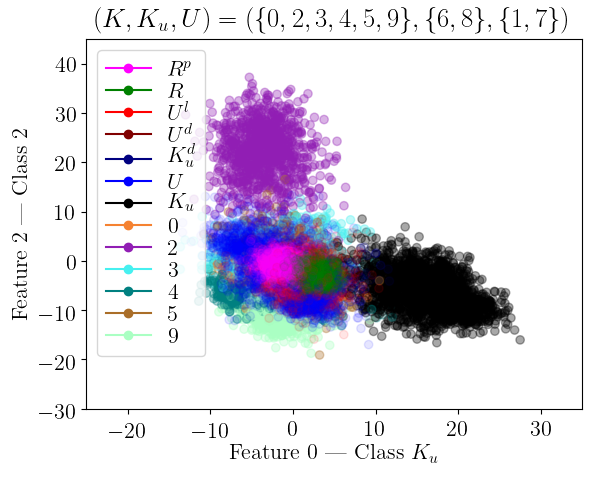 (K, K_u, U) = ({0, 2, 3, 4, 5, 9}, {6, 8}, {1, 7})
40
30
20
10
0
−10
−20
−30
Feature 2 — Class 2
R^p
R
U^l
U^d
K_u^d
U
K_u
0
2
3
4
5
9
−20 −10 0 10 20 30
Feature 0 — Class K_u